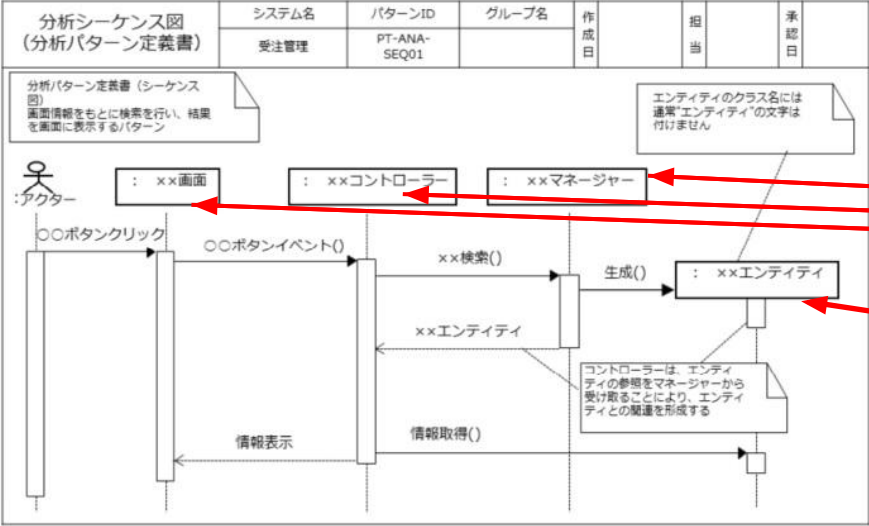 分析シーケンス図
(分析パターン定義書)
システム名
パターンID
グループ名
作成日
担当
承認日
受注管理
PT-ANA-
SEQ01
分析パターン定義書(シーケンス
図)
画面情報をもとに検索を行い、結果
を画面に表示するパターン
エンティティのクラス名には
通常"エンティティ"の文字は
付けません
:アクター
: ××画面
: ××コントローラー
: ××マネージャー
○○ボタンクリック
○○ボタンイベント()
××検索()
生成()
: ××エンティティ
××エンティティ
コントローラーは、エンティ
ティの参照をマネージャーから
受け取ることにより、エンティ
ティとの関連を形成する
情報表示
情報取得()